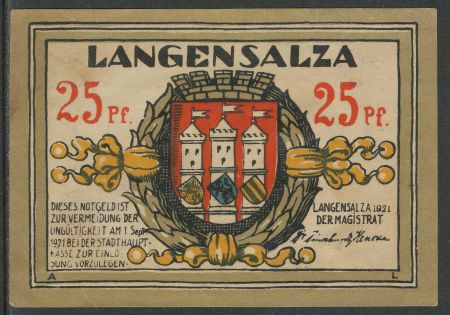 LANGENSALZA
25 Pf.
25 Pf.
DIESES NOTGELD IST
ZUR VERMEIDUNG DER
UNGÜLTIGKEIT AM 1 Sept.
1921 BEI DER STADTHAUPT-
KASSE ZUR EINLÖ-
SUNG VORZULEGEN.
LANGENSALZA 1921
DER MAGISTRAT
A L